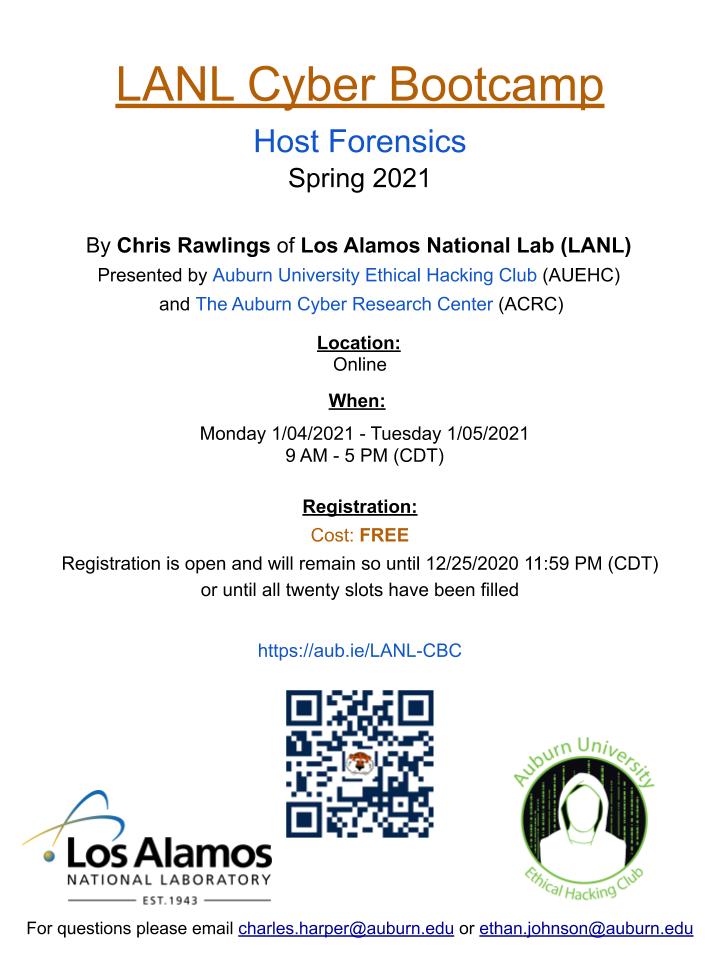 LANL Cyber Bootcamp
Host Forensics
Spring 2021
By Chris Rawlings of Los Alamos National Lab (LANL)
Presented by Auburn University Ethical Hacking Club (AUEHC)
and The Auburn Cyber Research Center (ACRC)
Location:
Online
When:
Monday 1/04/2021 - Tuesday 1/05/2021
9 AM - 5 PM (CDT)
Registration:
Cost: FREE
Registration is open and will remain so until 12/25/2020 11:59 PM (CDT)
or until all twenty slots have been filled
https://aub.ie/LANL-CBC
Auburn University
Ethical Hacking Club
Los Alamos
NATIONAL LABORATORY
EST.1943
For questions please email charles.harper@auburn.edu or ethan.johnson@auburn.edu